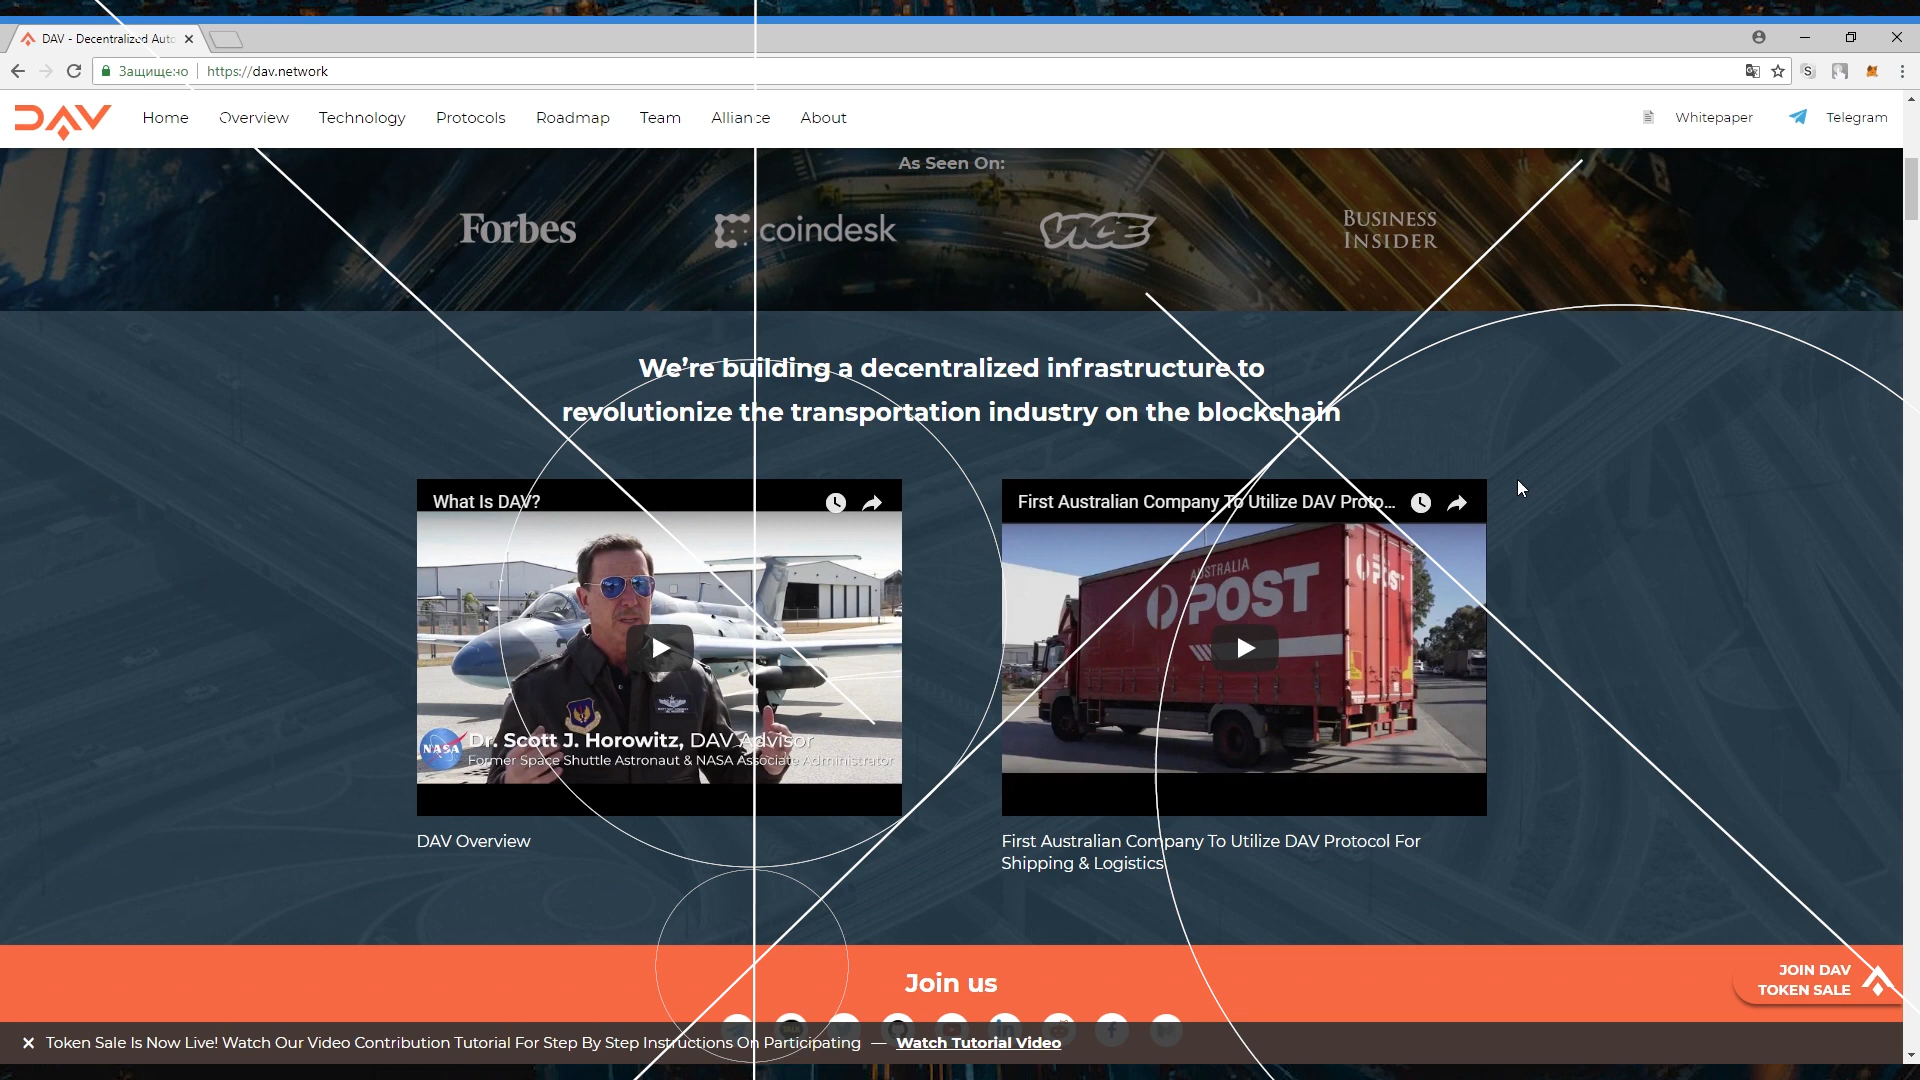 DAV - Decentralized Auto
Защищено
https://dav.network
DAV
Home
Overview
Technology
Protocols
Roadmap
Team
Alliance
About
Whitepaper
Telegram
As Seen On:
Forbes
coindesk
VICE
BUSINESS
INSIDER
We're building a decentralized infrastructure to
revolutionize the transportation industry on the blockchain
What Is DAV?
NASA
Dr. Scott J. Horowitz, DAV Advisor
Former Space Shuttle Astronaut & NASA Associate Administrator
DAV Overview
First Australian Company To Utilize DAV Proto...
AUSTRALIA
POST
POST
First Australian Company To Utilize DAV Protocol For
Shipping & Logistics
Join us
JOIN DAV
TOKEN SALE
TALK
Token Sale Is Now Live! Watch Our Video Contribution Tutorial For Step By Step Instructions On Participating — Watch Tutorial Video